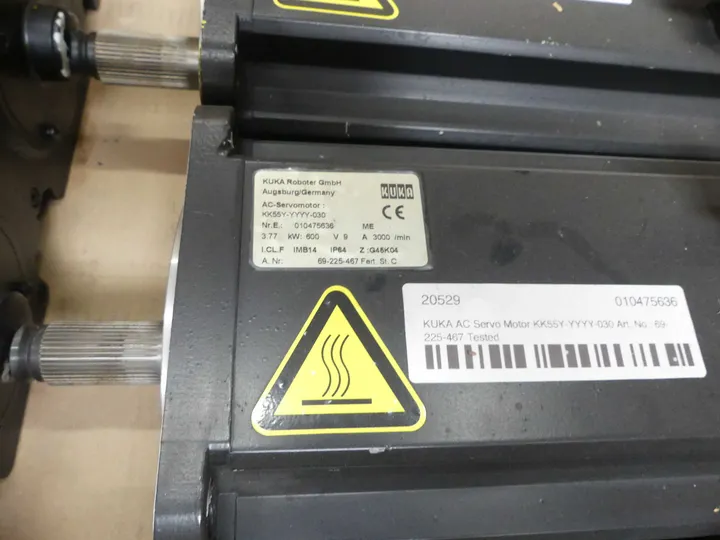 KUKA Roboter GmbH
Augsburg/Germany
KUKA
AC-Servomotor :
KK55Y-YYYY-030
CE
Nr.E.: 010475636 ME
3.77 kW: 600 V 9 A 3000 /min
I.CL.F IMB14 IP64 Z :G46K04
A. Nr: 69-225-467 Fert. St. C
20529 010475636
KUKA AC Servo Motor KK55Y-YYYY-030 Art. No. 69-
225-467 Tested